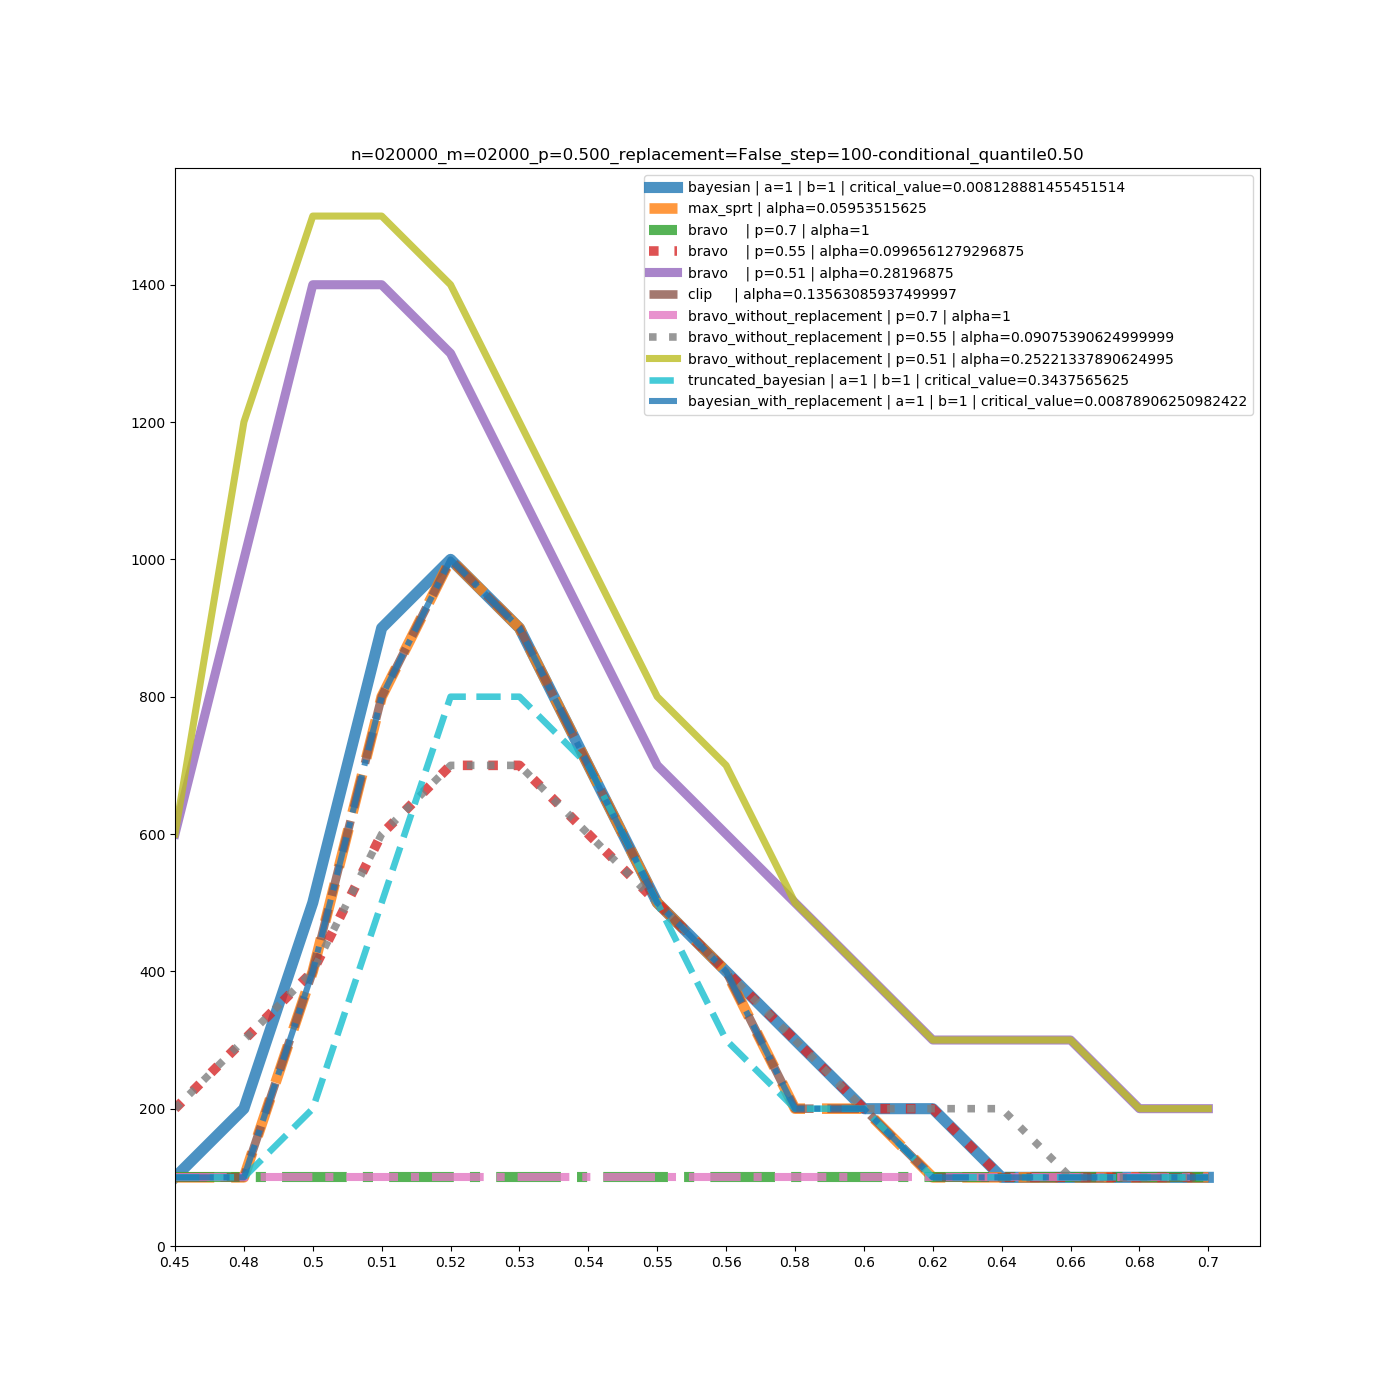 n=020000_m=02000_p=0.500_replacement=False_step=100-conditional_quantile0.50
bayesian | a=1 | b=1 | critical_value=0.008128881455451514
max_sprt | alpha=0.05953515625
bravo | p=0.7 | alpha=1
bravo | p=0.55 | alpha=0.0996561279296875
bravo | p=0.51 | alpha=0.28196875
clip | alpha=0.13563085937499997
bravo_without_replacement | p=0.7 | alpha=1
bravo_without_replacement | p=0.55 | alpha=0.09075390624999999
bravo_without_replacement | p=0.51 | alpha=0.25221337890624995
truncated_bayesian | a=1 | b=1 | critical_value=0.3437565625
bayesian_with_replacement | a=1 | b=1 | critical_value=0.00878906250982422
1400
1200
1000
800
600
400
200
0
0.45 0.48 0.5 0.51 0.52 0.53 0.54 0.55 0.56 0.58 0.6 0.62 0.64 0.66 0.68 0.7